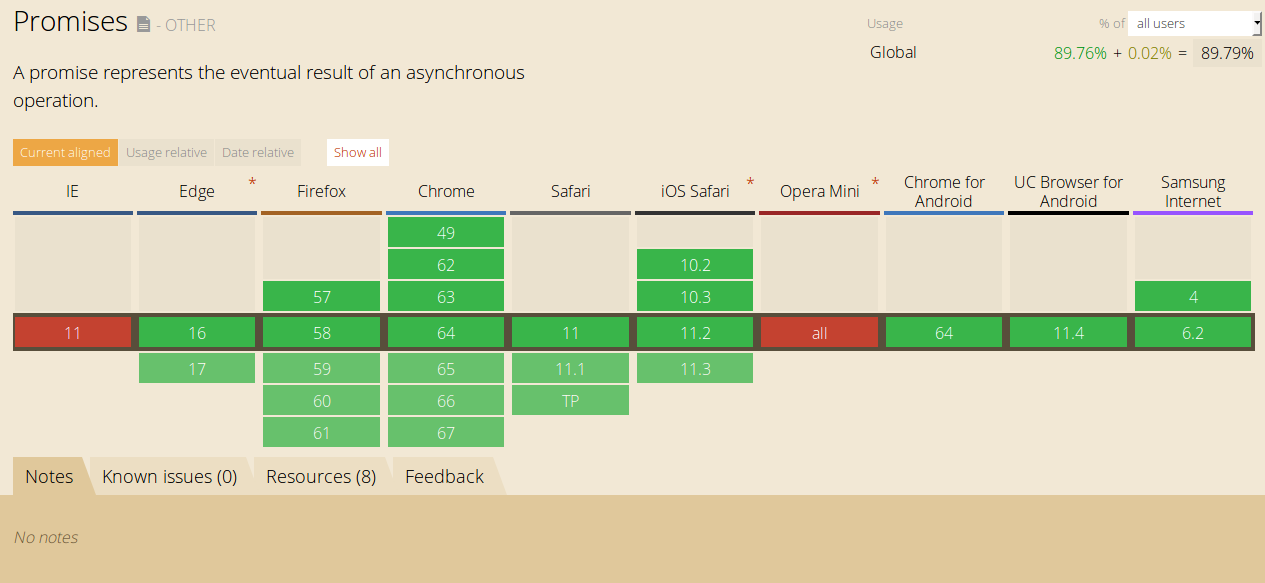 Promises - OTHER
Usage % of all users
Global 89.76% + 0.02% = 89.79%
A promise represents the eventual result of an asynchronous
operation.
Current aligned Usage relative Date relative Show all
IE Edge * Firefox Chrome Safari iOS Safari * Opera Mini * Chrome for Android UC Browser for Android Samsung Internet
49
62 10.2
57 63 10.3 4
11 16 58 64 11 11.2 all 64 11.4 6.2
17 59 65 11.1 11.3
60 66 TP
61 67
Notes Known issues (0) Resources (8) Feedback
No notes